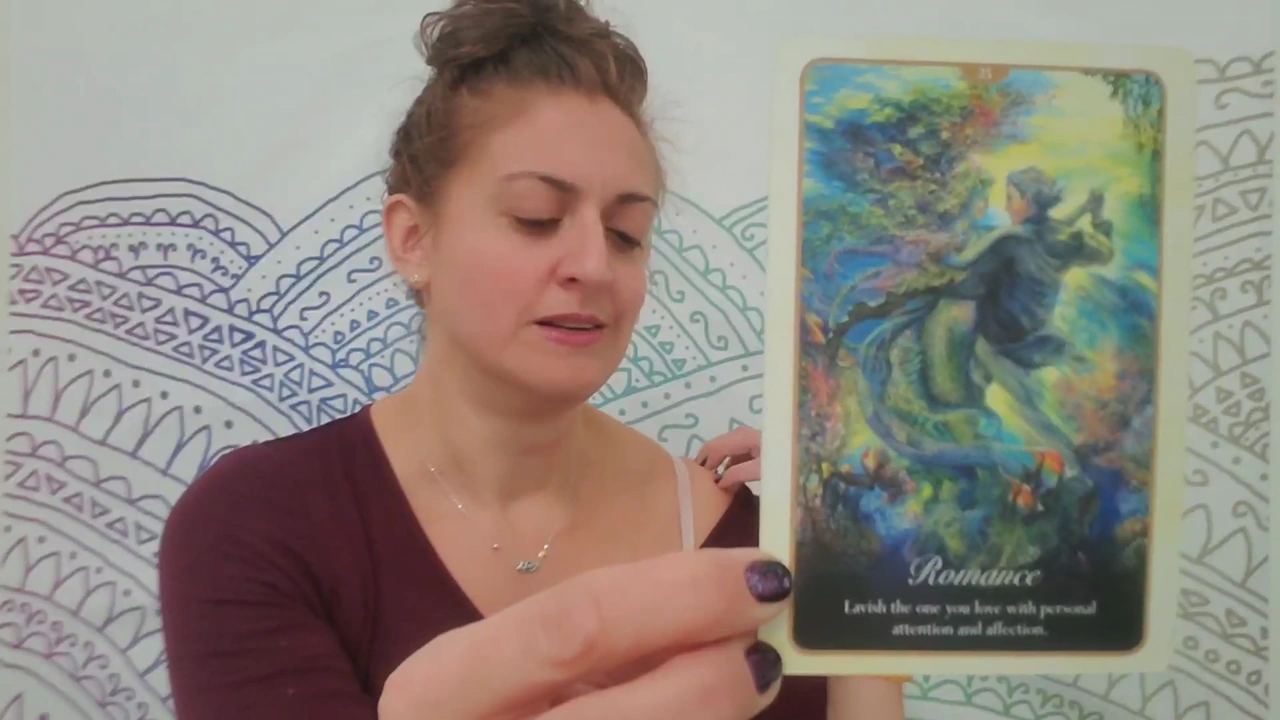 Romance
Lavish the one you love with personal
attention and affection.